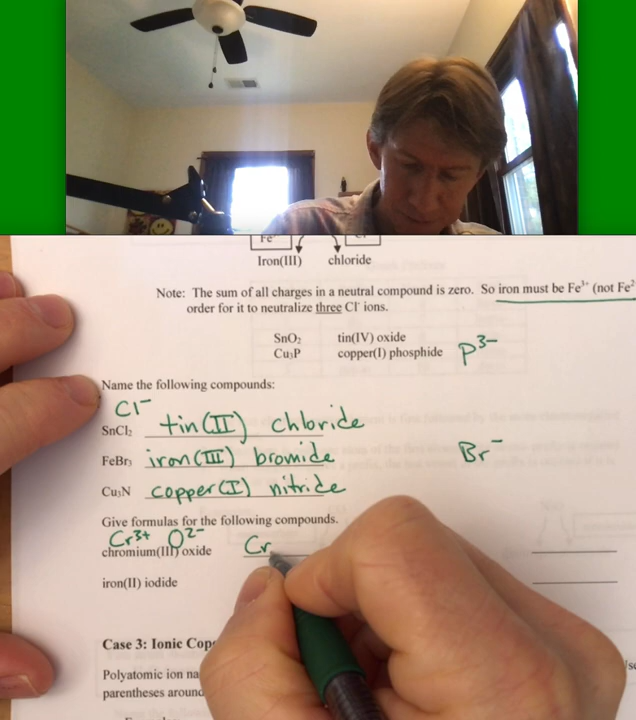 Iron(III) chloride
Note: The sum of all charges in a neutral compound is zero. So iron must be Fe³⁺ (not Fe²
order for it to neutralize three Cl⁻ ions.
SnO₂ tin(IV) oxide
Cu₃P copper(I) phosphide P³⁻
Name the following compounds:
Cl⁻
SnCl₂ tin(II) chloride
FeBr₃ iron(III) bromide Br⁻
Cu₃N copper(I) nitride
Give formulas for the following compounds.
Cr³⁺ O²⁻
chromium(III) oxide Cr
iron(II) iodide
Case 3: Ionic
Polyatomic ion
parentheses